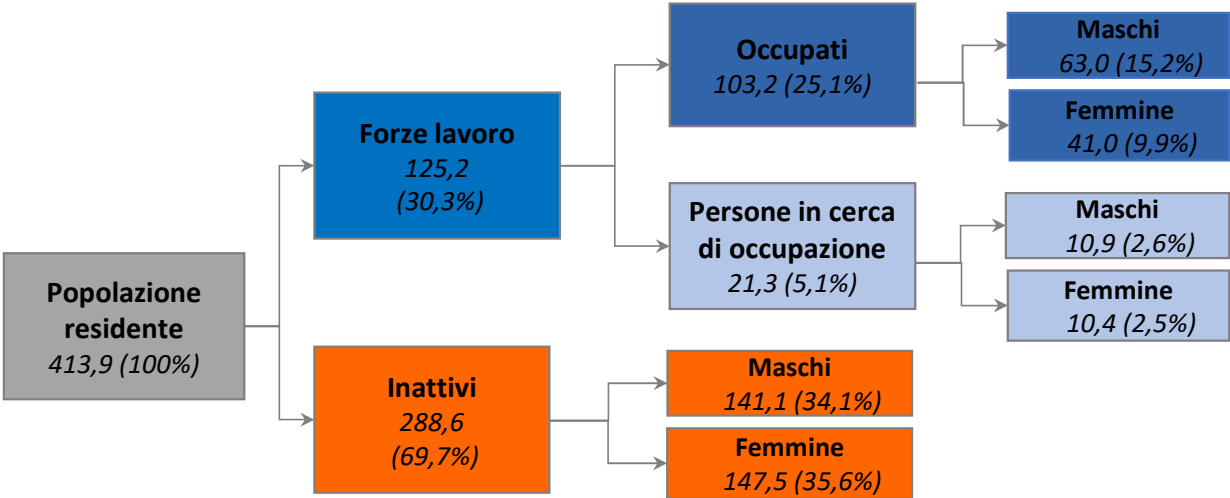 Popolazione
residente
413,9 (100%)
Forze lavoro
125,2
(30,3%)
Inattivi
288,6
(69,7%)
Occupati
103,2 (25,1%)
Persone in cerca
di occupazione
21,3 (5,1%)
Maschi
141,1 (34,1%)
Femmine
147,5 (35,6%)
Maschi
63,0 (15,2%)
Femmine
41,0 (9,9%)
Maschi
10,9 (2,6%)
Femmine
10,4 (2,5%)